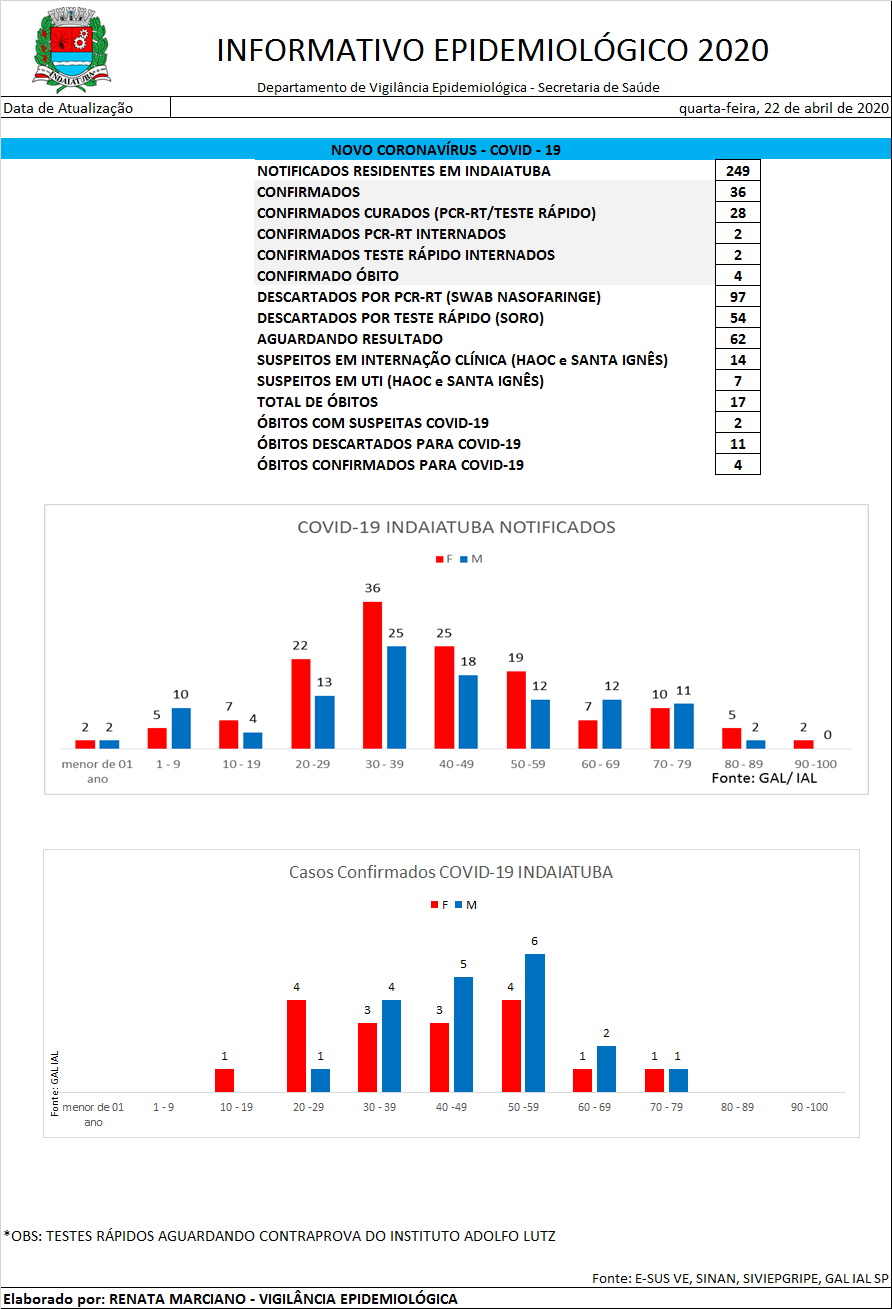 INDAIATUBA
INFORMATIVO EPIDEMIOLÓGICO 2020
Departamento de Vigilância Epidemiológica - Secretaria de Saúde
Data de Atualização quarta-feira, 22 de abril de 2020
NOVO CORONAVÍRUS - COVID - 19
NOTIFICADOS RESIDENTES EM INDAIATUBA 249
CONFIRMADOS 36
CONFIRMADOS CURADOS (PCR-RT/TESTE RÁPIDO) 28
CONFIRMADOS PCR-RT INTERNADOS 2
CONFIRMADOS TESTE RÁPIDO INTERNADOS 2
CONFIRMADO ÓBITO 4
DESCARTADOS POR PCR-RT (SWAB NASOFARINGE) 97
DESCARTADOS POR TESTE RÁPIDO (SORO) 54
AGUARDANDO RESULTADO 62
SUSPEITOS EM INTERNAÇÃO CLÍNICA (HAOC e SANTA IGNÊS) 14
SUSPEITOS EM UTI (HAOC e SANTA IGNÊS) 7
TOTAL DE ÓBITOS 17
ÓBITOS COM SUSPEITAS COVID-19 2
ÓBITOS DESCARTADOS PARA COVID-19 11
ÓBITOS CONFIRMADOS PARA COVID-19 4
COVID-19 INDAIATUBA NOTIFICADOS
F M
2 2 5 10 7 4 22 13 36 25 25 18 19 12 7 12 10 11 5 2 2 0
menor de 01 1 - 9 10 - 19 20 -29 30 - 39 40 -49 50 -59 60 - 69 70 - 79 80 - 89 90 -100
ano
Fonte: GAL/ IAL
Casos Confirmados COVID-19 INDAIATUBA
F M
1 4 1 3 4 3 5 4 6 1 2 1 1
Fonte: GAL IAL
menor de 01 1 - 9 10 - 19 20 -29 30 - 39 40 -49 50 -59 60 - 69 70 - 79 80 - 89 90 -100
ano
*OBS: TESTES RÁPIDOS AGUARDANDO CONTRAPROVA DO INSTITUTO ADOLFO LUTZ
Fonte: E-SUS VE, SINAN, SIVIEPGRIPE, GAL IAL SP
Elaborado por: RENATA MARCIANO - VIGILÂNCIA EPIDEMIOLÓGICA